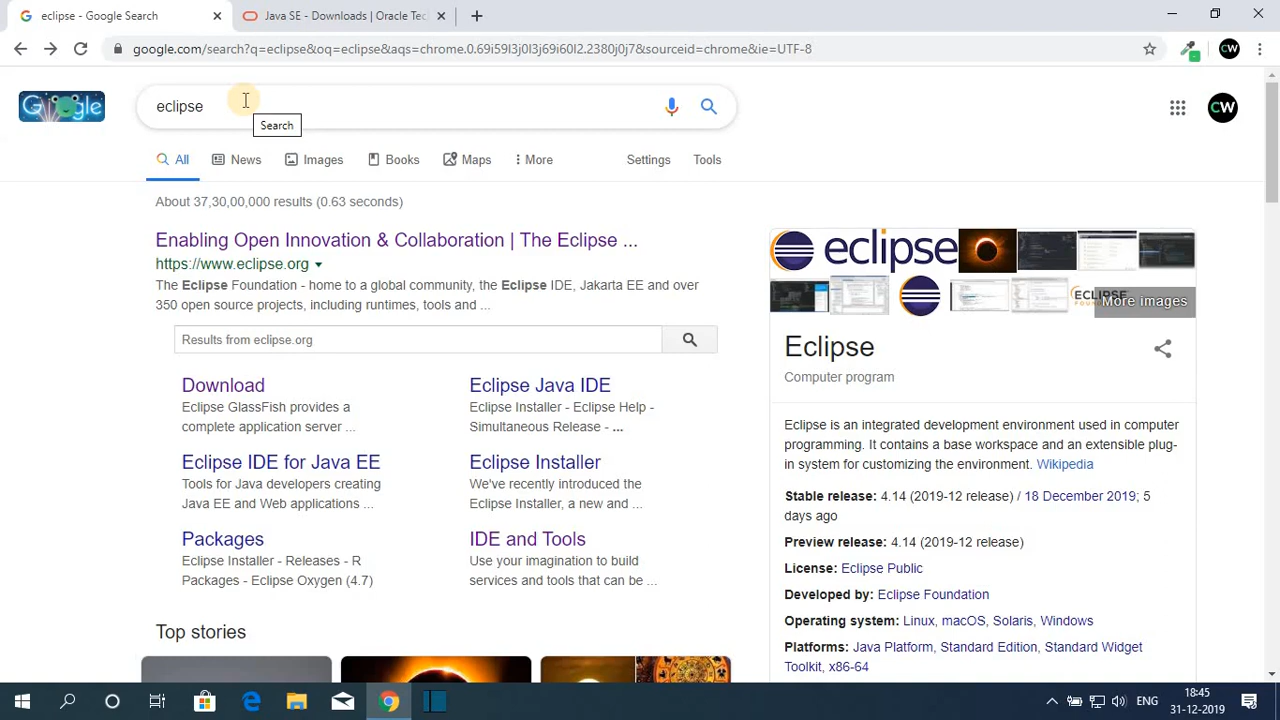 eclipse - Google Search
Java SE - Downloads | Oracle Tec
google.com/search?q=eclipse&oq=eclipse&aqs=chrome.0.69i59l3j0l3j69i60l2.2380j0j7&sourceid=chrome&ie=UTF-8
CW
Google
eclipse
CW
Search
All
News
Images
Books
Maps
More
Settings
Tools
About 37,30,00,000 results (0.63 seconds)
Enabling Open Innovation & Collaboration | The Eclipse ...
https://www.eclipse.org
The Eclipse Foundation - home to a global community, the Eclipse IDE, Jakarta EE and over
350 open source projects, including runtimes, tools and ...
Results from eclipse.org
Download
Eclipse GlassFish provides a
complete application server ...
Eclipse Java IDE
Eclipse Installer - Eclipse Help -
Simultaneous Release - ...
Eclipse IDE for Java EE
Tools for Java developers creating
Java EE and Web applications ...
Eclipse Installer
We've recently introduced the
Eclipse Installer, a new and ...
Packages
Eclipse Installer - Releases - R
Packages - Eclipse Oxygen (4.7)
IDE and Tools
Use your imagination to build
services and tools that can be ...
Top stories
eclipse
ECLIPSE
More images
Eclipse
Computer program
Eclipse is an integrated development environment used in computer
programming. It contains a base workspace and an extensible plug-
in system for customizing the environment. Wikipedia
Stable release: 4.14 (2019-12 release) / 18 December 2019; 5
days ago
Preview release: 4.14 (2019-12 release)
License: Eclipse Public
Developed by: Eclipse Foundation
Operating system: Linux, macOS, Solaris, Windows
Platforms: Java Platform, Standard Edition, Standard Widget
Toolkit, x86-64
ENG
18:45
31-12-2019